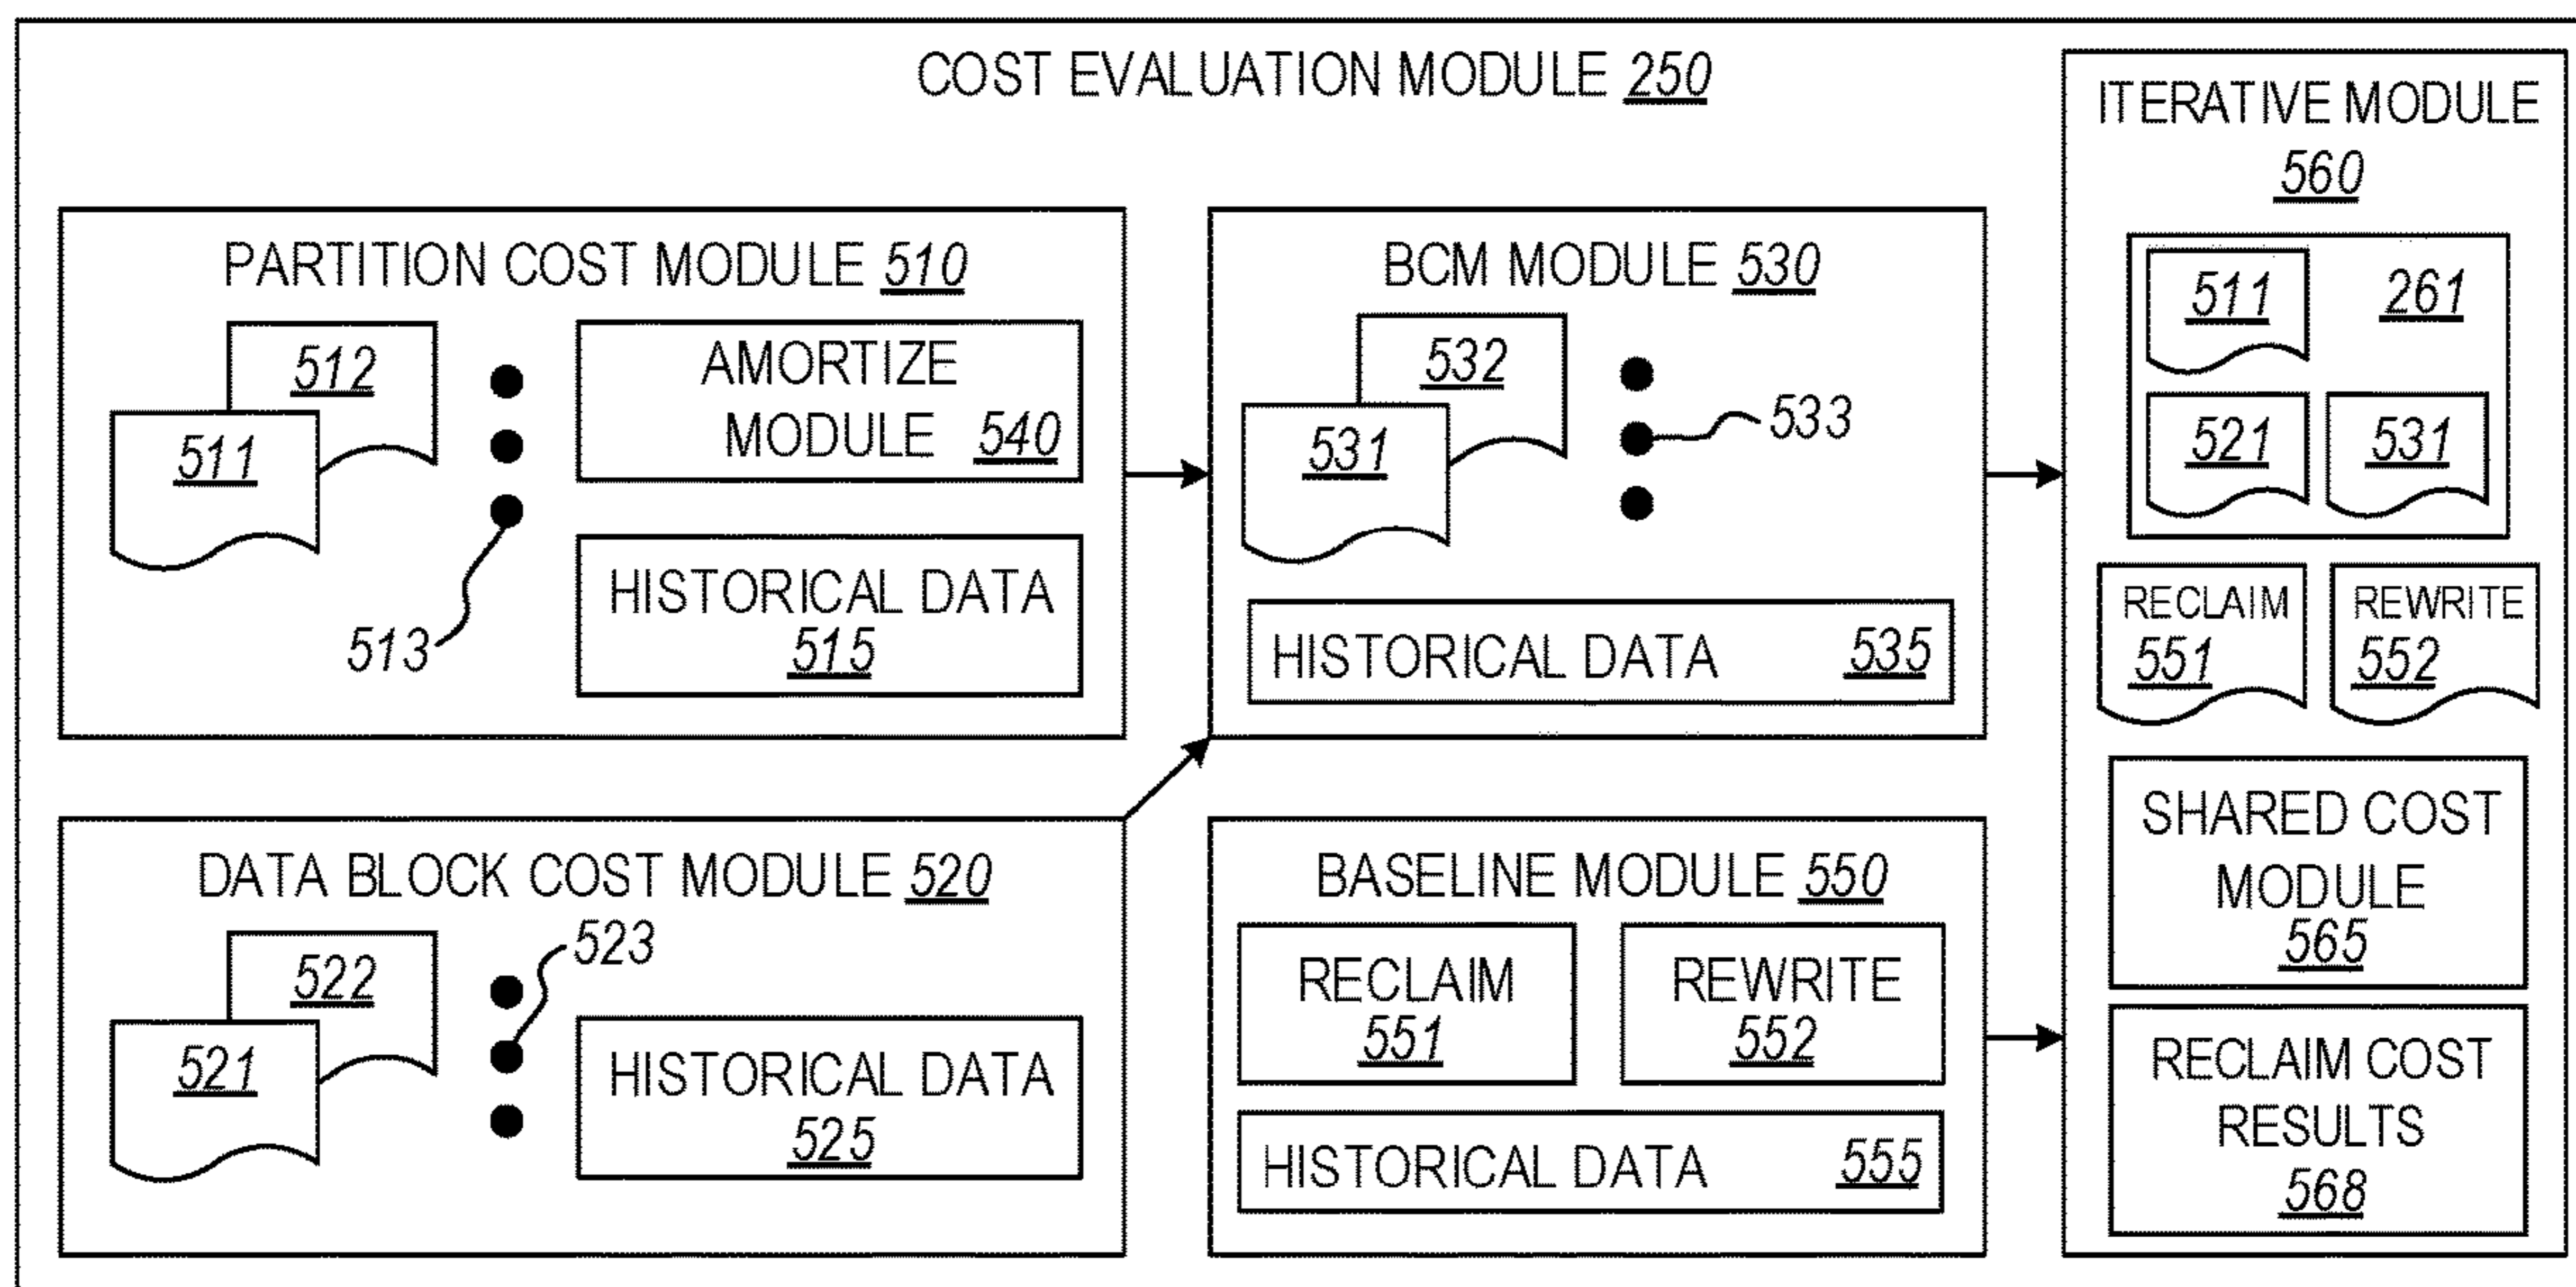 COST EVALUATION MODULE 250
PARTITION COST MODULE 510
512
511
513
AMORTIZE
MODULE 540
HISTORICAL DATA
515
BCM MODULE 530
532
531
533
HISTORICAL DATA 535
DATA BLOCK COST MODULE 520
523
522
521
HISTORICAL DATA
525
BASELINE MODULE 550
RECLAIM
551
REWRITE
552
HISTORICAL DATA 555
ITERATIVE MODULE
560
511 261
521 531
RECLAIM
551
REWRITE
552
SHARED COST
MODULE
565
RECLAIM COST
RESULTS
568